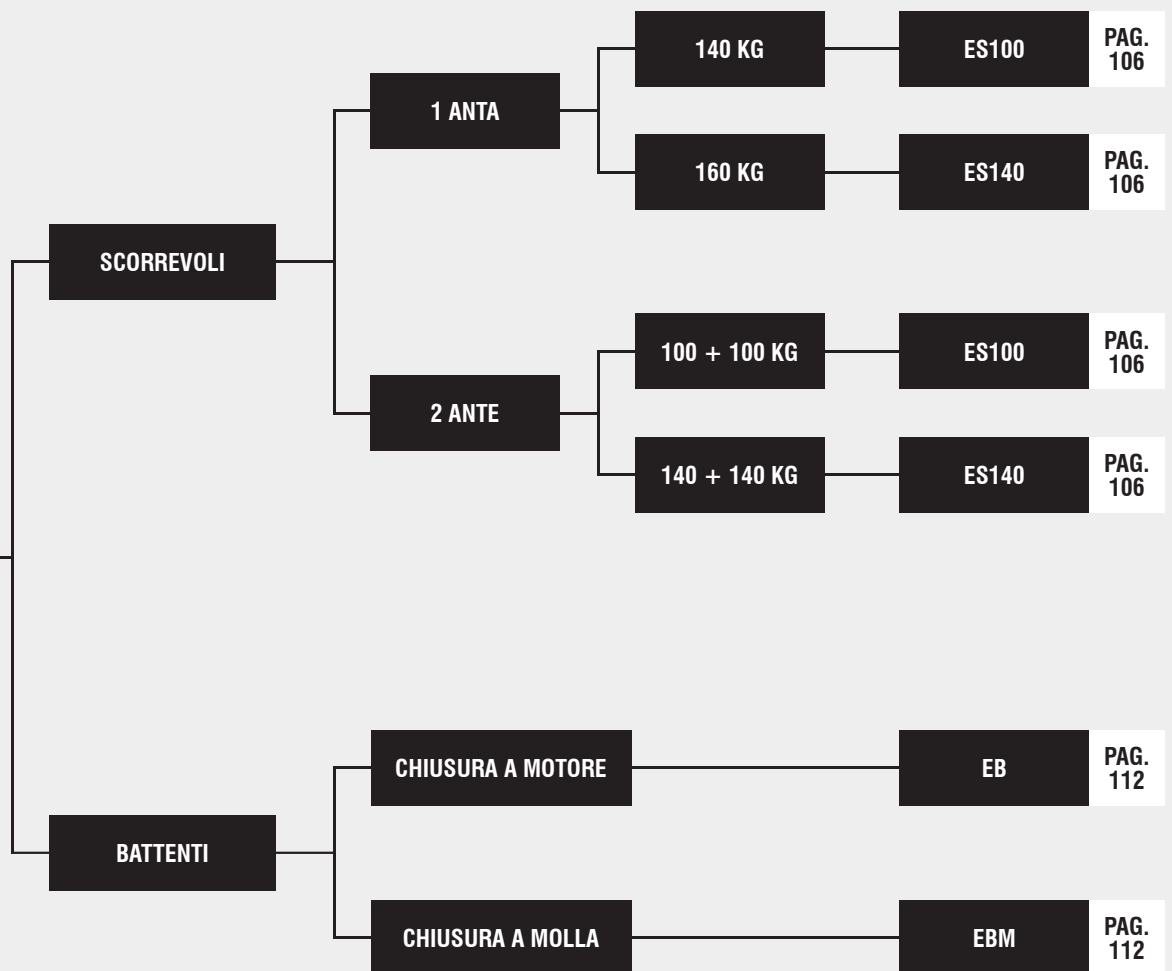 140 KG
ES100
PAG.
106
1 ANTA
160 KG
ES140
PAG.
106
SCORREVOLI
100 + 100 KG
ES100
PAG.
106
2 ANTE
140 + 140 KG
ES140
PAG.
106
CHIUSURA A MOTORE
EB
PAG.
112
BATTENTI
CHIUSURA A MOLLA
EBM
PAG.
112